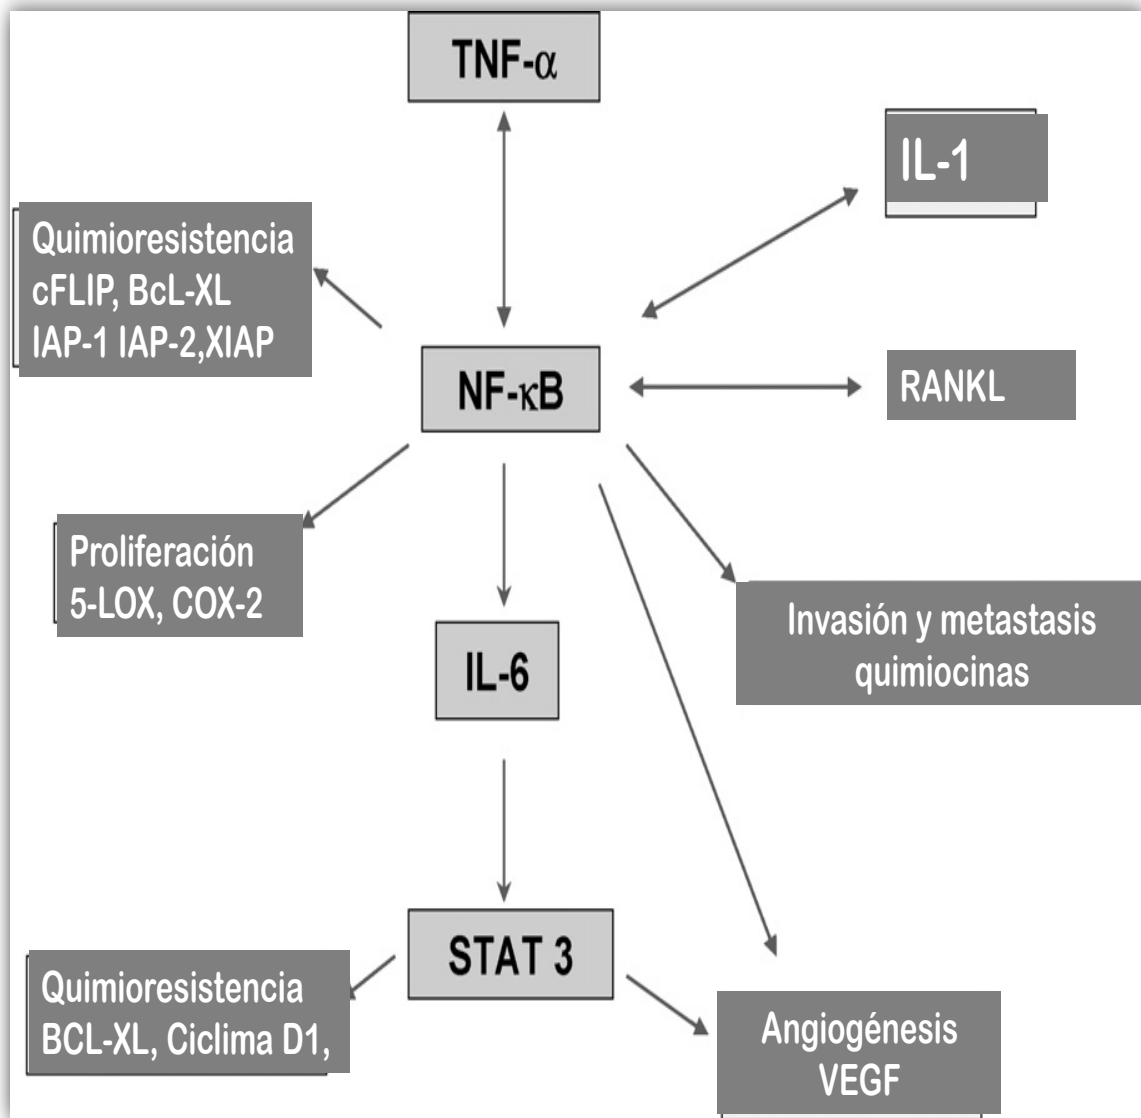 TNF-α
IL-1
Quimioresistencia
cFLIP, BcL-XL
IAP-1 IAP-2,XIAP
NF-κB
RANKL
Proliferación
5-LOX, COX-2
Invasión y metastasis
quimiocinas
IL-6
STAT 3
Quimioresistencia
BCL-XL, Ciclima D1,
Angiogénesis
VEGF